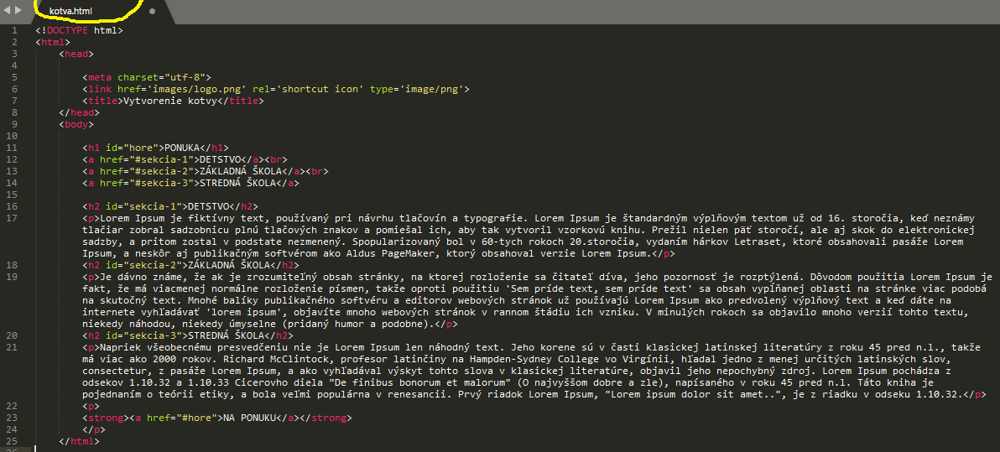 kotva.html
1 <!DOCTYPE html>
2 <html>
3 <head>
4
5 <meta charset="utf-8">
6 <link href='images/logo.png' rel='shortcut icon' type='image/png'>
7 <title>Vytvorenie kotvy</title>
8 </head>
9 <body>
10
11 <h1 id="hore">PONUKA</h1>
12 <a href="#sekcia-1">DETSTVO</a><br>
13 <a href="#sekcia-2">ZÁKLADNÁ ŠKOLA</a><br>
14 <a href="#sekcia-3">STREDNÁ ŠKOLA</a>
15
16 <h2 id="sekcia-1">DETSTVO</h2>
17 <p>Lorem Ipsum je fiktívny text, používaný pri návrhu tlačovín a typografie. Lorem Ipsum je štandardným výplňovým textom už od 16. storočia, keď neznámy
tlačiar zobral sadzobnicu plnú tlačových znakov a pomiešal ich, aby tak vytvoril vzorkovú knihu. Prežil nielen päť storočí, ale aj skok do elektronickej
sadzby, a pritom zostal v podstate nezmenený. Spopularizovaný bol v 60-tych rokoch 20.storočia, vydaním hárkov Letraset, ktoré obsahovali pasáže Lorem
Ipsum, a neskôr aj publikačným softvérom ako Aldus PageMaker, ktorý obsahoval verzie Lorem Ipsum.</p>
18 <h2 id="sekcia-2">ZÁKLADNÁ ŠKOLA</h2>
19 <p>Je dávno známe, že ak je zrozumiteľný obsah stránky, na ktorej rozloženie sa čitateľ díva, jeho pozornosť je rozptýlená. Dôvodom použitia Lorem Ipsum je
fakt, že má viacmenej normálne rozloženie písmen, takže oproti použitiu 'Sem príde text, sem príde text' sa obsah vypĺňanej oblasti na stránke viac podobá
na skutočný text. Mnohé balíky publikačného softvéru a editorov webových stránok už používajú Lorem Ipsum ako predvolený výplňový text a keď dáte na
internete vyhľadávať 'lorem ipsum', objavíte mnoho webových stránok v rannom štádiu ich vzniku. V minulých rokoch sa objavilo mnoho verzií tohto textu,
niekedy náhodou, niekedy úmyselne (pridaný humor a podobne).</p>
20 <h2 id="sekcia-3">STREDNÁ ŠKOLA</h2>
21 <p>Napriek všeobecnému presvedčeniu nie je Lorem Ipsum len náhodný text. Jeho korene sú v časti klasickej latinskej literatúry z roku 45 pred n.l., takže
má viac ako 2000 rokov. Richard McClintock, profesor latinčiny na Hampden-Sydney College vo Virgínii, hľadal jedno z menej určitých latinských slov,
consectetur, z pasáže Lorem Ipsum, a ako vyhľadával výskyt tohto slova v klasickej literatúre, objavil jeho nepochybný zdroj. Lorem Ipsum pochádza z
odsekov 1.10.32 a 1.10.33 Cicerovho diela "De finibus bonorum et malorum" (O najvyššom dobre a zle), napísaného v roku 45 pred n.l. Táto kniha je
pojednaním o teórii etiky, a bola veľmi populárna v renesancii. Prvý riadok Lorem Ipsum, "Lorem ipsum dolor sit amet..", je z riadku v odseku 1.10.32.</p>
22 <p>
23 <strong><a href="#hore">NA PONUKU</a></strong>
24 </p>
25 </html>
26